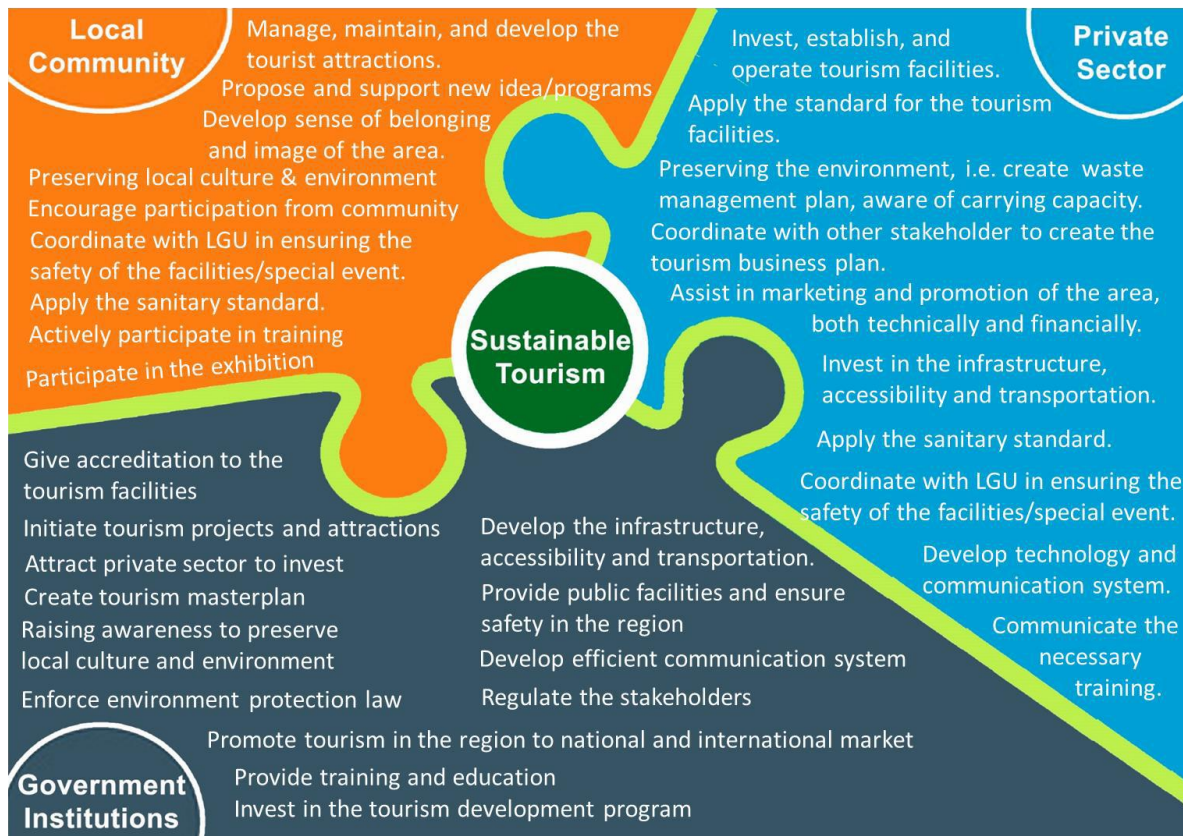 Local
Community
Manage, maintain, and develop the
tourist attractions.
Propose and support new idea/programs
Develop sense of belonging
and image of the area.
Preserving local culture & environment
Encourage participation from community
Coordinate with LGU in ensuring the
safety of the facilities/special event.
Apply the sanitary standard.
Actively participate in training
Participate in the exhibition
Private
Sector
Invest, establish, and
operate tourism facilities.
Apply the standard for the tourism
facilities.
Preserving the environment, i.e. create waste
management plan, aware of carrying capacity.
Coordinate with other stakeholder to create the
tourism business plan.
Assist in marketing and promotion of the area,
both technically and financially.
Invest in the infrastructure,
accessibility and transportation.
Apply the sanitary standard.
Coordinate with LGU in ensuring the
safety of the facilities/special event.
Develop technology and
communication system.
Communicate the
necessary
training.
Sustainable
Tourism
Give accreditation to the
tourism facilities
Initiate tourism projects and attractions
Attract private sector to invest
Create tourism masterplan
Raising awareness to preserve
local culture and environment
Enforce environment protection law
Develop the infrastructure,
accessibility and transportation.
Provide public facilities and ensure
safety in the region
Develop efficient communication system
Regulate the stakeholders
Promote tourism in the region to national and international market
Provide training and education
Invest in the tourism development program
Government
Institutions